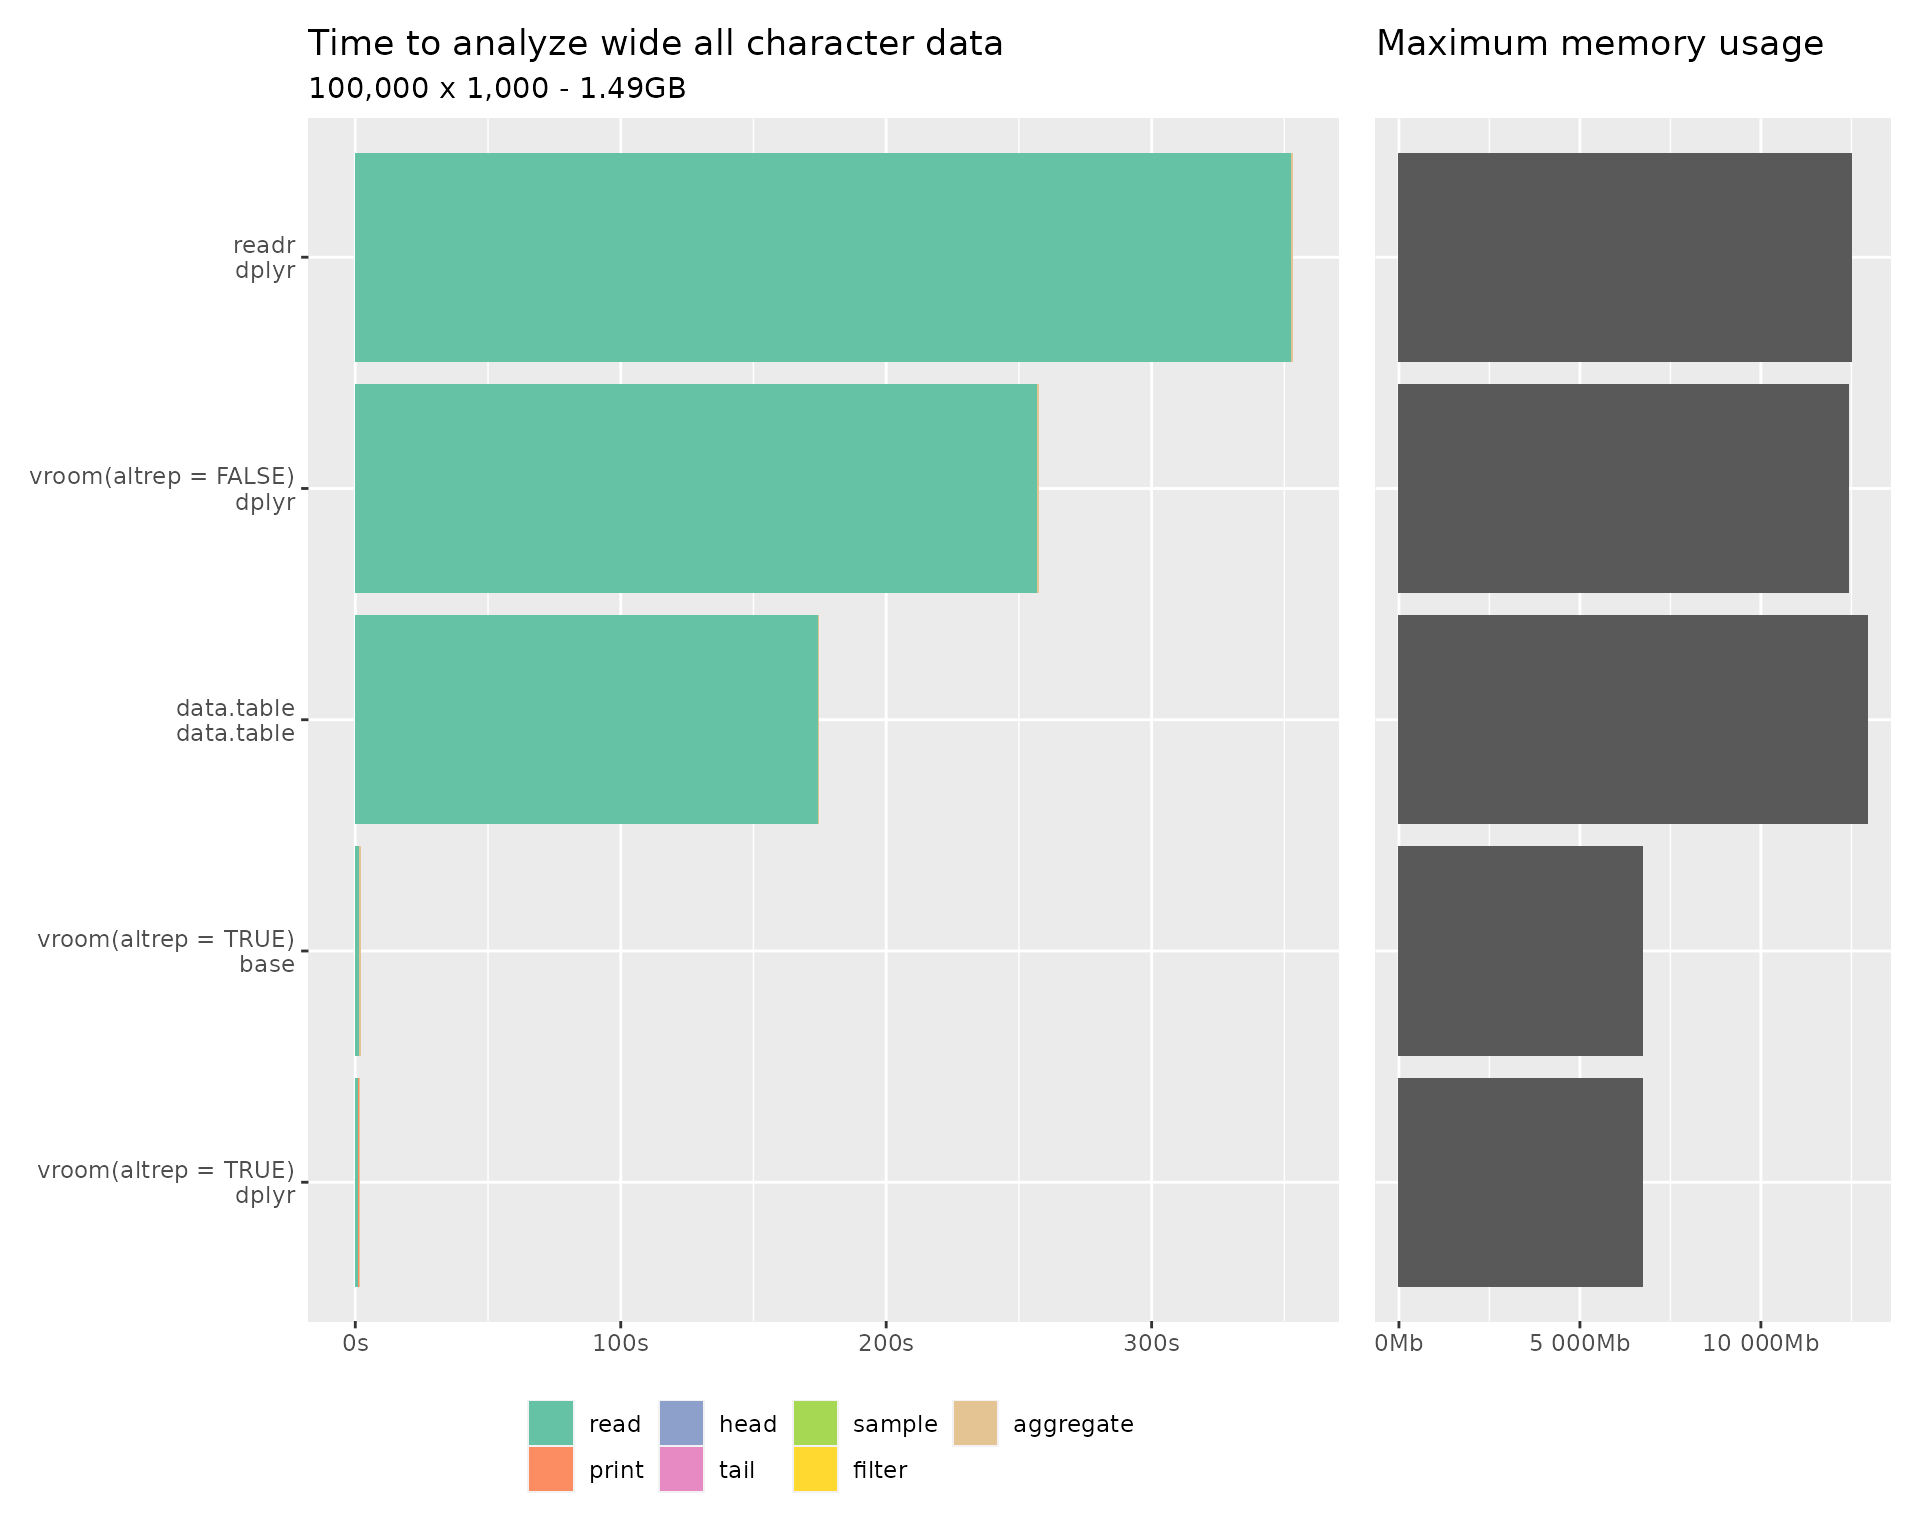 Time to analyze wide all character data
100,000 x 1,000 - 1.49GB
Maximum memory usage
readr
dplyr
vroom(altrep = FALSE)
dplyr
data.table
data.table
vroom(altrep = TRUE)
base
vroom(altrep = TRUE)
dplyr
0s
100s
200s
300s
0Mb
5 000Mb
10 000Mb
read
head
sample
aggregate
print
tail
filter